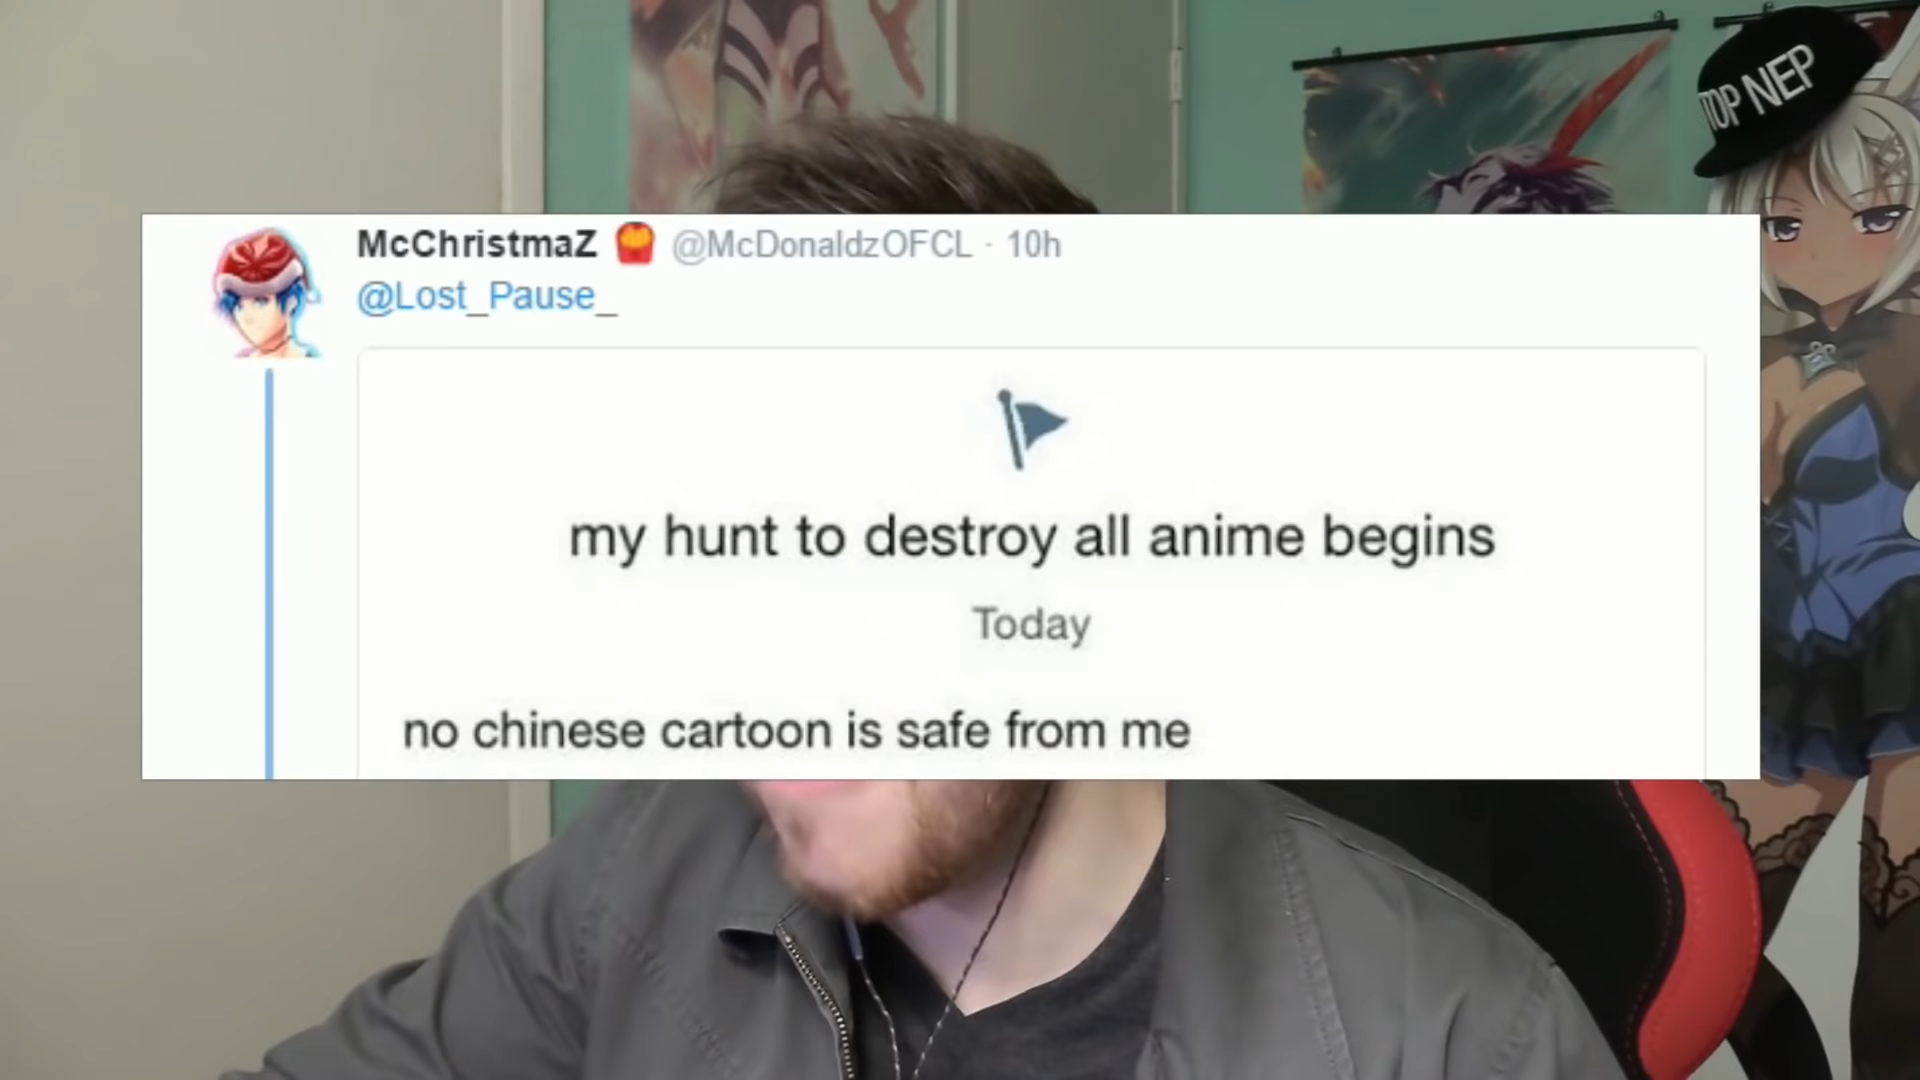 TOP NEP
McChristmaZ @McDonaldzOFCL · 10h
@Lost_Pause_
my hunt to destroy all anime begins
Today
no chinese cartoon is safe from me